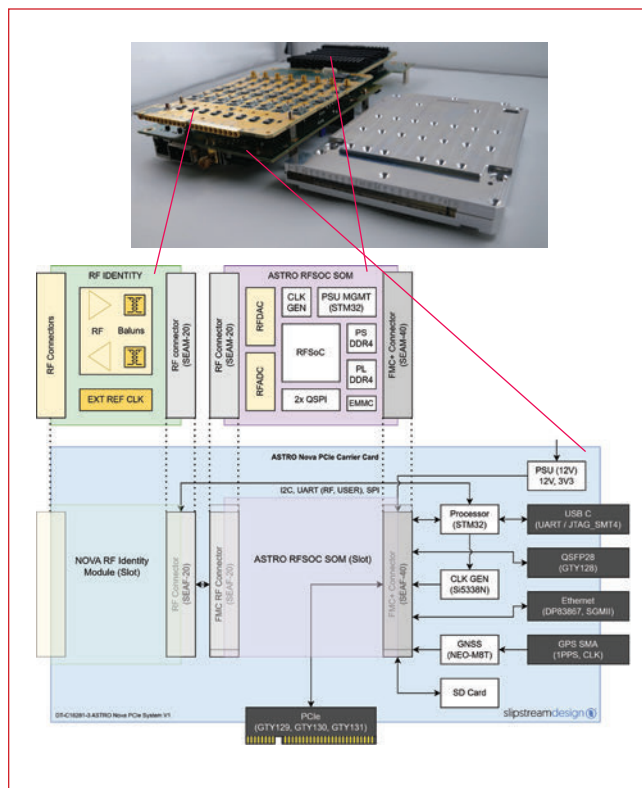 RF IDENTITY
RF Connectors
RF
Baluns
EXT REF CLK
RF connector
(SEAM-20)
ASTRO RFSOC SOM
RF Connector
(SEAM-20)
RFDAC
RFADC
CLK
GEN
PSU MGMT
(STM32)
RFSoC
PS
DDR4
PL
DDR4
2x QSPI
EMMC
FMC+ Connector
(SEAM-40)
ASTRO Nova PCIe Carrier Card
PSU (12V)
12V, 3V3
I2C, UART (RF, USER), SPI
NOVA RF Identity
Module (Slot)
RF Connector
(SEAF-20)
FMC RF Connector
(SEAF-20)
ASTRO RFSOC SOM (Slot)
FMC+ Connector
(SEAF-40)
Processor
(STM32)
USB C
(UART / JTAG_SMT4)
QSFP28
(GTY128)
CLK GEN
(Si5338N)
Ethernet
(DP83867, SGMII)
GNSS
(NEO-M8T)
GPS SMA
(1PPS, CLK)
SD Card
DT-C16281-3 ASTRO Nova PCIe System V1
PCIe
(GTY129, GTY130, GTY131)
slipstreamdesign